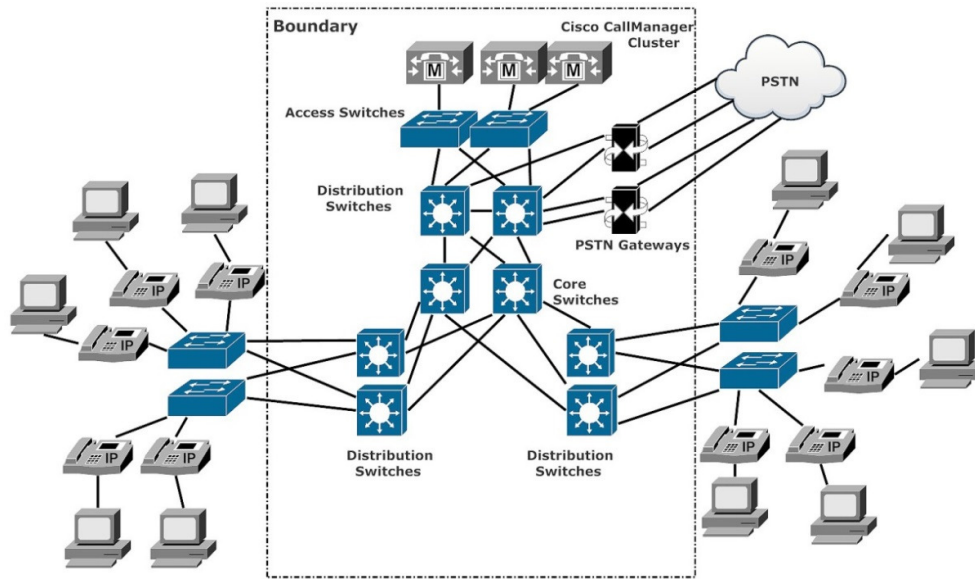 Boundary
Cisco CallManager
Cluster
M
M
M
PSTN
Access Switches
Distribution
Switches
PSTN Gateways
Core
Switches
IP
IP
IP
IP
IP
IP
IP
IP
IP
Distribution
Switches
Distribution
Switches